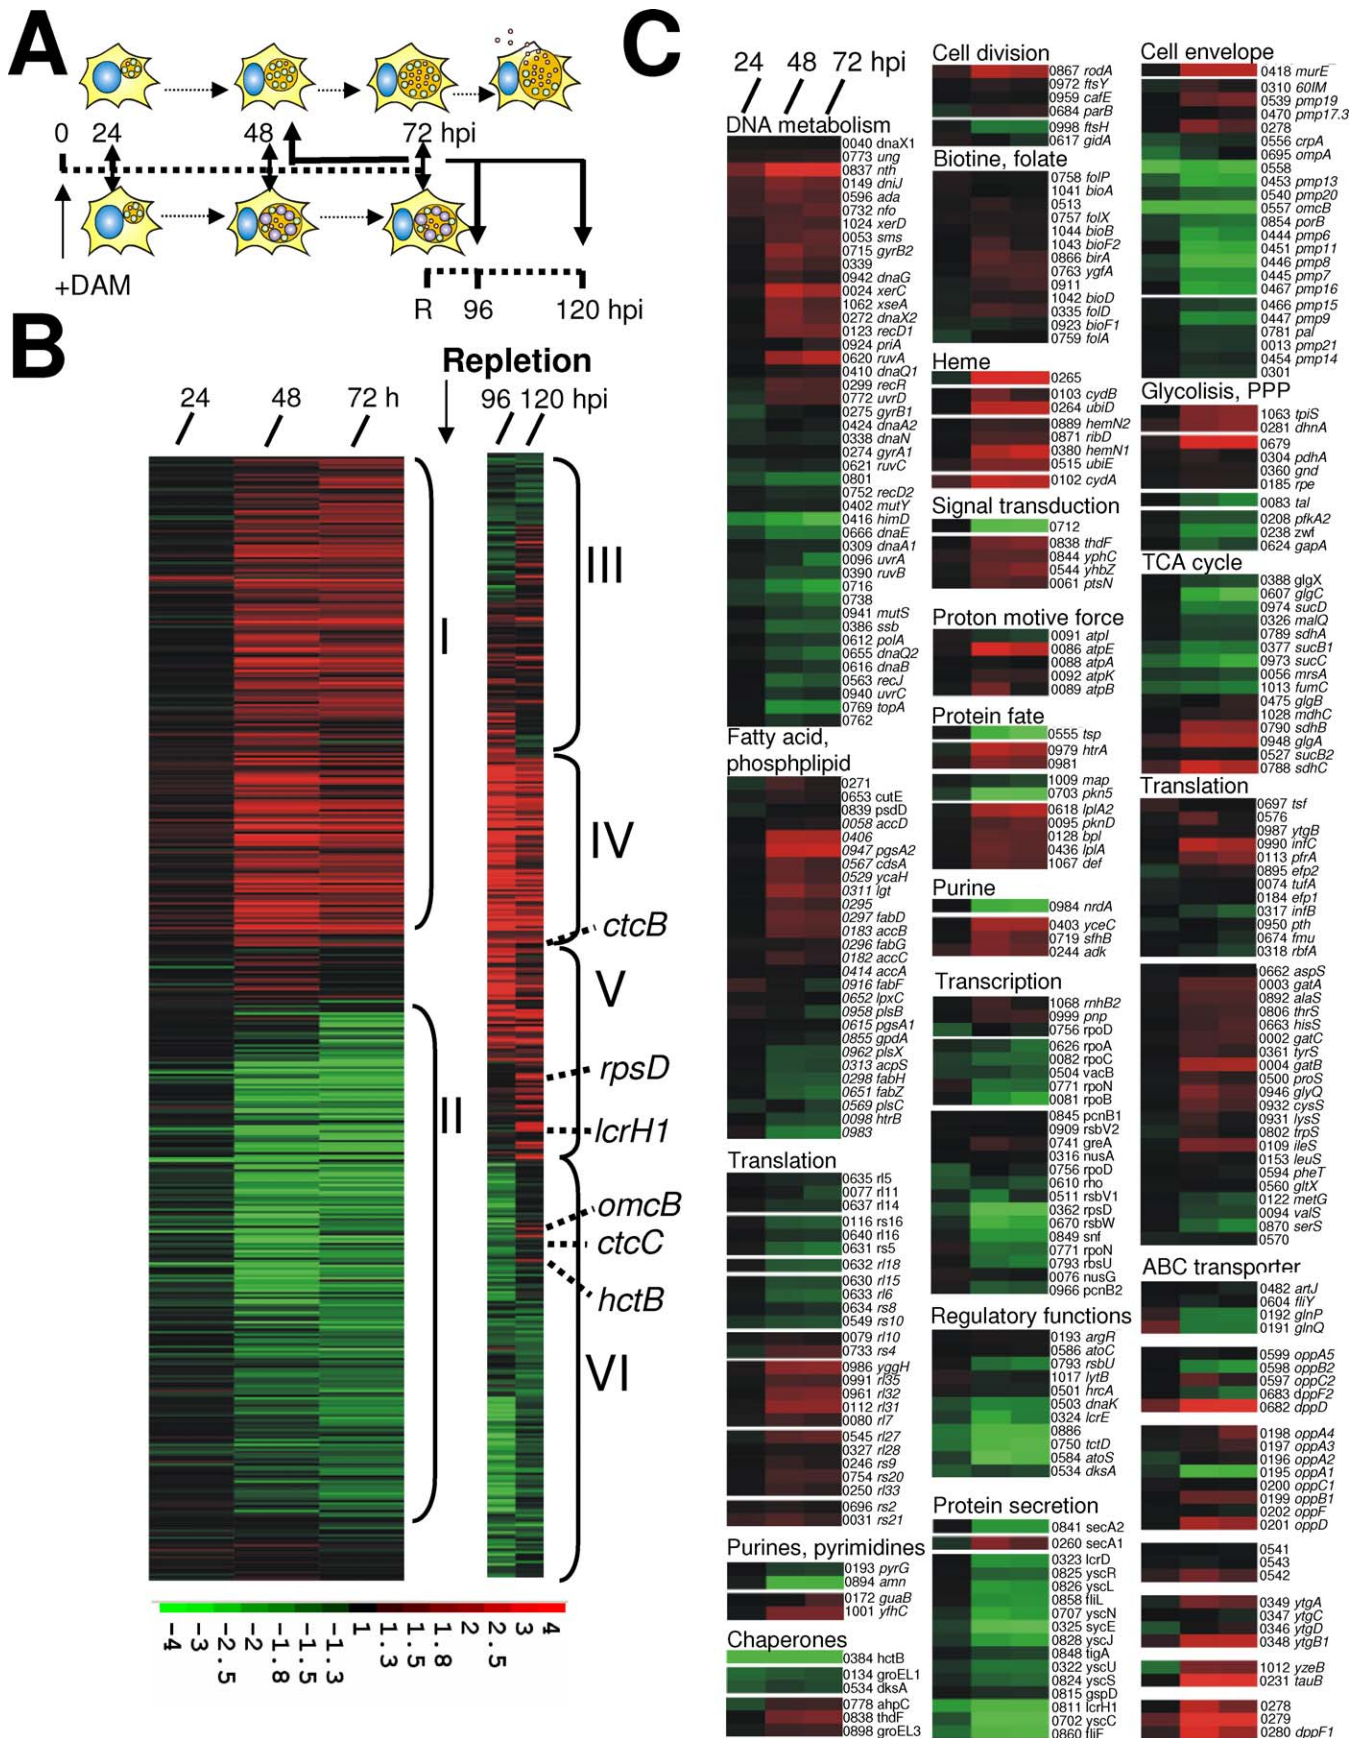 A
0 24 48 72 hpi
+DAM
R 96 120 hpi
B
Repletion
24 48 72 h
96 120 hpi
I
II
III
IV
V
VI
ctcB
rpsD
lcrH1
omcB
ctcC
hctB
-4 -3 -2.5 -2 -1.8 -1.5 -1.3 1 1.3 1.5 1.8 2 2.5 3 4
C
24 48 72 hpi
DNA metabolism
0040 dnaX1
0773 ung
0837 nth
0149 dniJ
0596 ada
0732 nfo
1024 xerD
0053 sms
0715 gyrB2
0339
0942 dnaG
0024 xerC
1062 xseA
0272 dnaX2
0123 recD1
0924 priA
0620 ruvA
0410 dnaQ1
0299 recR
0772 uvrD
0275 gyrB1
0424 dnaA2
0338 dnaN
0274 gyrA1
0621 ruvC
0801
0752 recD2
0402 mutY
0416 himD
0666 dnaE
0309 dnaA1
0096 uvrA
0390 ruvB
0716
0738
0941 mutS
0386 ssb
0612 polA
0655 dnaQ2
0616 dnaB
0563 recJ
0940 uvrC
0769 topA
0762
Fatty acid,
phosphplipid
0271
0653 cutE
0839 psdD
0058 accD
0406
0947 pgsA2
0567 cdsA
0529 ycaH
0311 lgt
0295
0297 fabD
0183 accB
0296 fabG
0182 accC
0414 accA
0916 fabF
0652 lpxC
0958 plsB
0615 pgsA1
0855 gpdA
0962 plsX
0313 acpS
0298 fabH
0651 fabZ
0569 plsC
0098 htrB
0983
Translation
0635 rl5
0077 rl11
0637 rl14
0116 rs16
0640 rl16
0631 rs5
0632 rl18
0630 rl15
0633 rl6
0634 rs8
0549 rs10
0079 rl10
0733 rs4
0986 yggH
0991 rl35
0961 rl32
0112 rl31
0080 rl7
0545 rl27
0327 rl28
0246 rs9
0754 rs20
0250 rl33
0696 rs2
0031 rs21
Purines, pyrimidines
0193 pyrG
0894 amn
0172 guaB
1001 yfhC
Chaperones
0384 hctB
0134 groEL1
0534 dksA
0778 ahpC
0838 thdF
0898 groEL3
Cell division
0867 rodA
0972 ftsY
0959 cafE
0684 parB
0998 ftsH
0617 gidA
Biotine, folate
0758 folP
1041 bioA
0513
0757 folX
1044 bioB
1043 bioF2
0866 birA
0763 ygfA
0911
1042 bioD
0335 folD
0923 bioF1
0759 folA
Heme
0265
0103 cydB
0264 ubiD
0889 hemN2
0871 ribD
0380 hemN1
0515 ubiE
0102 cydA
Signal transduction
0712
0838 thdF
0844 yphC
0544 yhbZ
0061 ptsN
Proton motive force
0091 atpI
0086 atpE
0088 atpA
0092 atpK
0089 atpB
Protein fate
0555 tsp
0979 htrA
0981
1009 map
0703 pkn5
0618 lplA2
0095 pknD
0128 bpl
0436 lplA
1067 def
Purine
0984 nrdA
0403 yceC
0719 sfhB
0244 adk
Transcription
1068 rnhB2
0999 pnp
0756 rpoD
0626 rpoA
0082 rpoC
0504 vacB
0771 rpoN
0081 rpoB
0845 pcnB1
0909 rsbV2
0741 greA
0316 nusA
0756 rpoD
0610 rho
0511 rsbV1
0362 rpsD
0670 rsbW
0849 snf
0771 rpoN
0793 rbsU
0076 nusG
0966 pcnB2
Regulatory functions
0193 argR
0586 atoC
0793 rsbU
1017 lytB
0501 hrcA
0503 dnaK
0324 lcrE
0886
0750 tctD
0584 atoS
0534 dksA
Protein secretion
0841 secA2
0260 secA1
0323 lcrD
0825 yscR
0826 yscL
0858 fliL
0707 yscN
0325 sycE
0828 yscJ
0848 tigA
0322 yscU
0824 yscS
0815 gspD
0811 lcrH1
0702 yscC
0860 fliF
Cell envelope
0418 murE
0310 60IM
0539 pmp19
0470 pmp17.3
0278
0556 crpA
0695 ompA
0558
0453 pmp13
0540 pmp20
0557 omcB
0854 porB
0444 pmp6
0451 pmp11
0446 pmp8
0445 pmp7
0467 pmp16
0466 pmp15
0447 pmp9
0781 pal
0013 pmp21
0454 pmp14
0301
Glycolisis, PPP
1063 tpiS
0281 dhnA
0679
0304 pdhA
0360 gnd
0185 rpe
0083 tal
0208 pfkA2
0238 zwf
0624 gapA
TCA cycle
0388 glgX
0607 glgC
0974 sucD
0326 malQ
0789 sdhA
0377 sucB1
0973 sucC
0056 mrsA
1013 fumC
0475 glgB
1028 mdhC
0790 sdhB
0948 glgA
0527 sucB2
0788 sdhC
Translation
0697 tsf
0576
0987 ytgB
0990 infC
0113 pfrA
0895 efp2
0074 tufA
0184 efp1
0317 infB
0950 pth
0674 fmu
0318 rbfA
0662 aspS
0003 gatA
0892 alaS
0806 thrS
0663 hisS
0002 gatC
0361 tyrS
0004 gatB
0500 proS
0946 glyQ
0932 cysS
0931 lysS
0802 trpS
0109 ileS
0153 leuS
0594 pheT
0560 gltX
0122 metG
0094 valS
0870 serS
0570
ABC transporter
0482 artJ
0604 fliY
0192 glnP
0191 glnQ
0599 oppA5
0598 oppB2
0597 oppC2
0683 dppF2
0682 dppD
0198 oppA4
0197 oppA3
0196 oppA2
0195 oppA1
0200 oppC1
0199 oppB1
0202 oppF
0201 oppD
0541
0543
0542
0349 ytgA
0347 ytgC
0346 ytgD
0348 ytgB1
1012 yzeB
0231 tauB
0278
0279
0280 dppF1